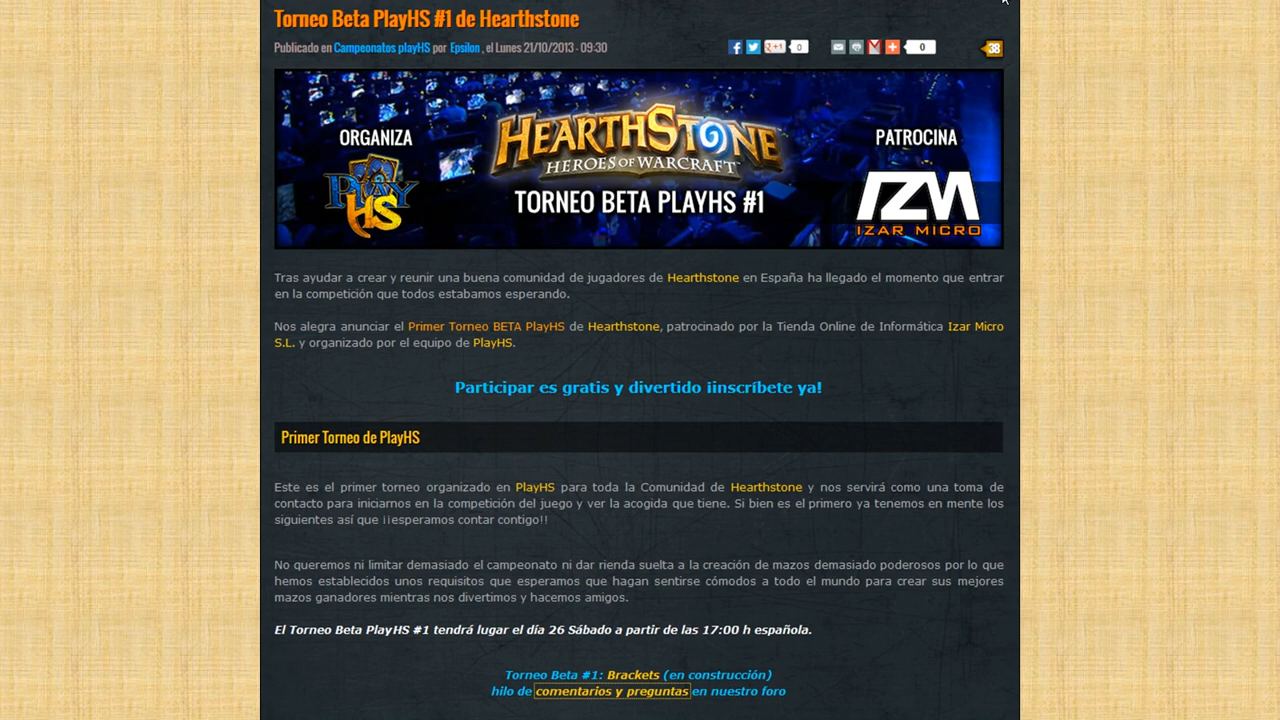 Torneo Beta PlayHS #1 de Hearthstone
Publicado en Campeonatos playHS por Epsilon , el Lunes 21/10/2013 - 09:30
+1 0
0
38
ORGANIZA
PLAY HS
HEARTHSTONE
HEROES OF WARCRAFT
TORNEO BETA PLAYHS #1
PATROCINA
IZM
IZAR MICRO
Tras ayudar a crear y reunir una buena comunidad de jugadores de Hearthstone en España ha llegado el momento que entrar
en la competición que todos estabamos esperando.
Nos alegra anunciar el Primer Torneo BETA PlayHS de Hearthstone, patrocinado por la Tienda Online de Informática Izar Micro
S.L. y organizado por el equipo de PlayHS.
Participar es gratis y divertido ¡inscríbete ya!
Primer Torneo de PlayHS
Este es el primer torneo organizado en PlayHS para toda la Comunidad de Hearthstone y nos servirá como una toma de
contacto para iniciarnos en la competición del juego y ver la acogida que tiene. Si bien es el primero ya tenemos en mente los
siguientes así que ¡¡esperamos contar contigo!!
No queremos ni limitar demasiado el campeonato ni dar rienda suelta a la creación de mazos demasiado poderosos por lo que
hemos establecidos unos requisitos que esperamos que hagan sentirse cómodos a todo el mundo para crear sus mejores
mazos ganadores mientras nos divertimos y hacemos amigos.
El Torneo Beta PlayHS #1 tendrá lugar el día 26 Sábado a partir de las 17:00 h española.
Torneo Beta #1: Brackets (en construcción)
hilo de comentarios y preguntas en nuestro foro